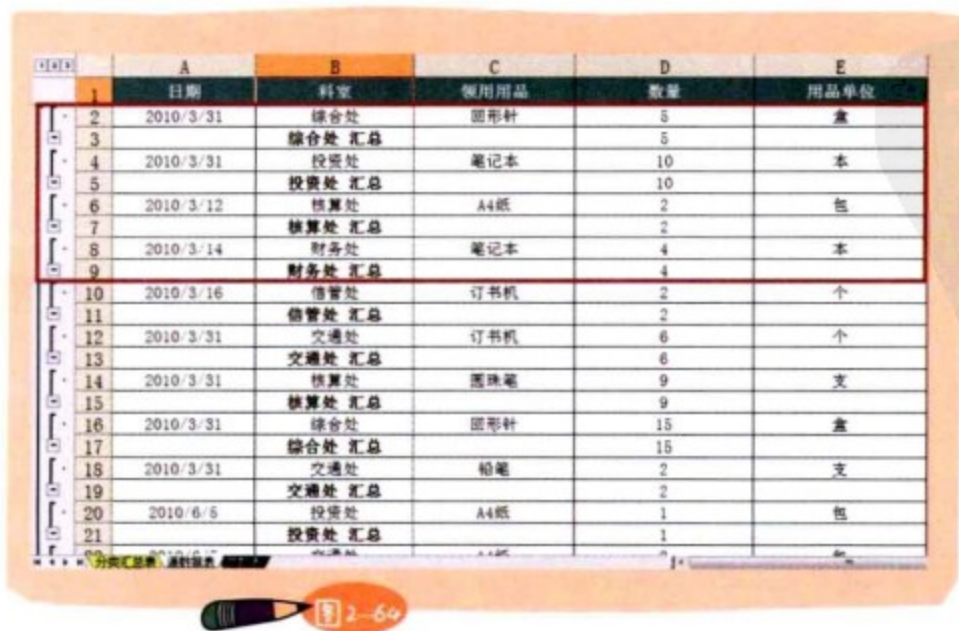 1 2 3 A B C D E
1 日期 科室 领用用品 数量 用品单位
2 2010/3/31 综合处 回形针 5 盒
3 综合处 汇总 5
4 2010/3/31 投资处 笔记本 10 本
5 投资处 汇总 10
6 2010/3/12 核算处 A4纸 2 包
7 核算处 汇总 2
8 2010/3/14 财务处 笔记本 4 本
9 财务处 汇总 4
10 2010/3/16 信管处 订书机 2 个
11 信管处 汇总 2
12 2010/3/31 交通处 订书机 6 个
13 交通处 汇总 6
14 2010/3/31 核算处 圆珠笔 9 支
15 核算处 汇总 9
16 2010/3/31 综合处 回形针 15 盒
17 综合处 汇总 15
18 2010/3/31 交通处 铅笔 2 支
19 交通处 汇总 2
20 2010/6/5 投资处 A4纸 1 包
21 投资处 汇总 1
分类汇总表
图2-64